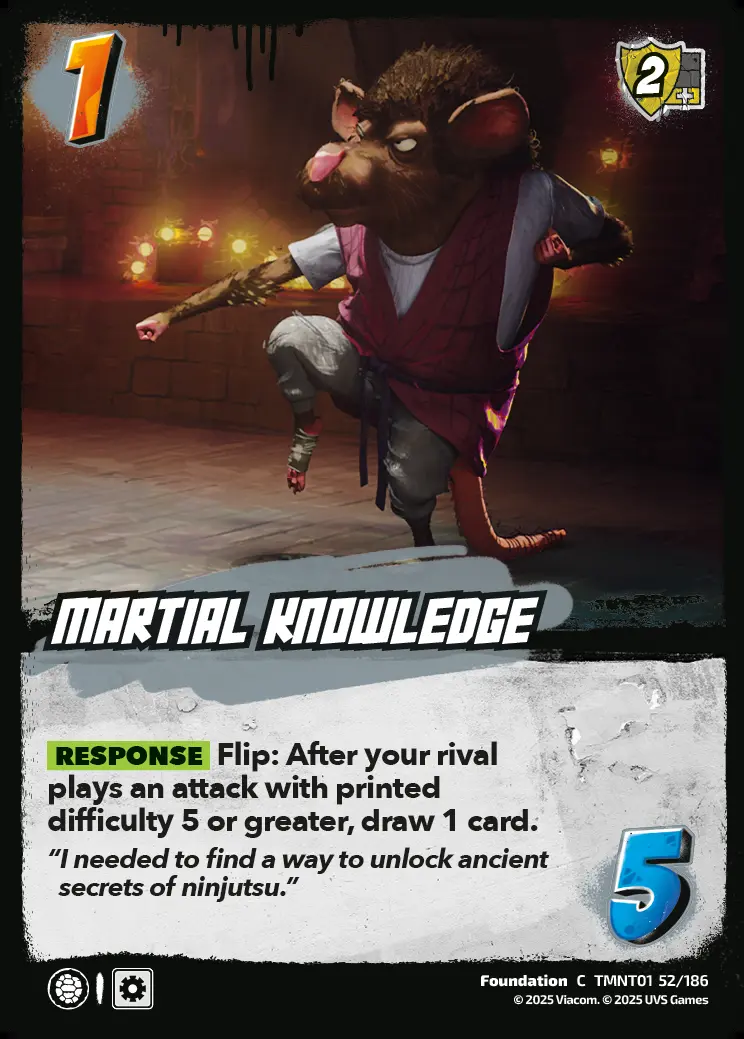 1
2
MARTIAL KNOWLEDGE
RESPONSE Flip: After your rival
plays an attack with printed
difficulty 5 or greater, draw 1 card.
“I needed to find a way to unlock ancient
secrets of ninjutsu.”
5
Foundation C TMNT01 52/186
© 2025 Viacom. © 2025 UVS Games